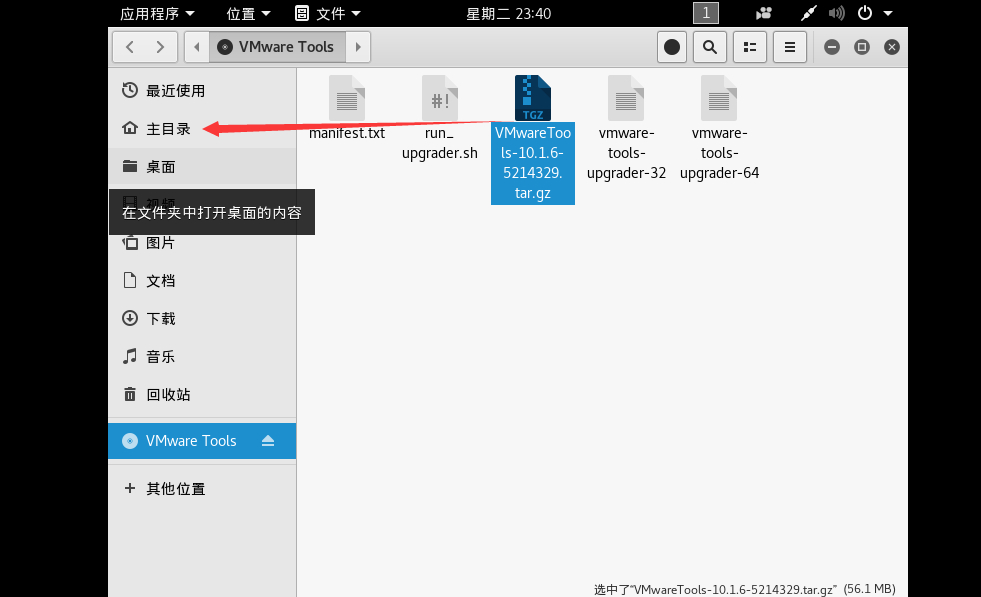 应用程序 位置 文件 星期二 23:40 1
VMware Tools
最近使用
主目录
桌面
视频
在文件夹中打开桌面的内容
图片
文档
下载
音乐
回收站
VMware Tools
其他位置
manifest.txt
#!
run_
upgrader.sh
TGZ
VMwareToo
ls-10.1.6-
5214329.
tar.gz
vmware-
tools-
upgrader-32
vmware-
tools-
upgrader-64
选中了“VMwareTools-10.1.6-5214329.tar.gz” (56.1 MB)